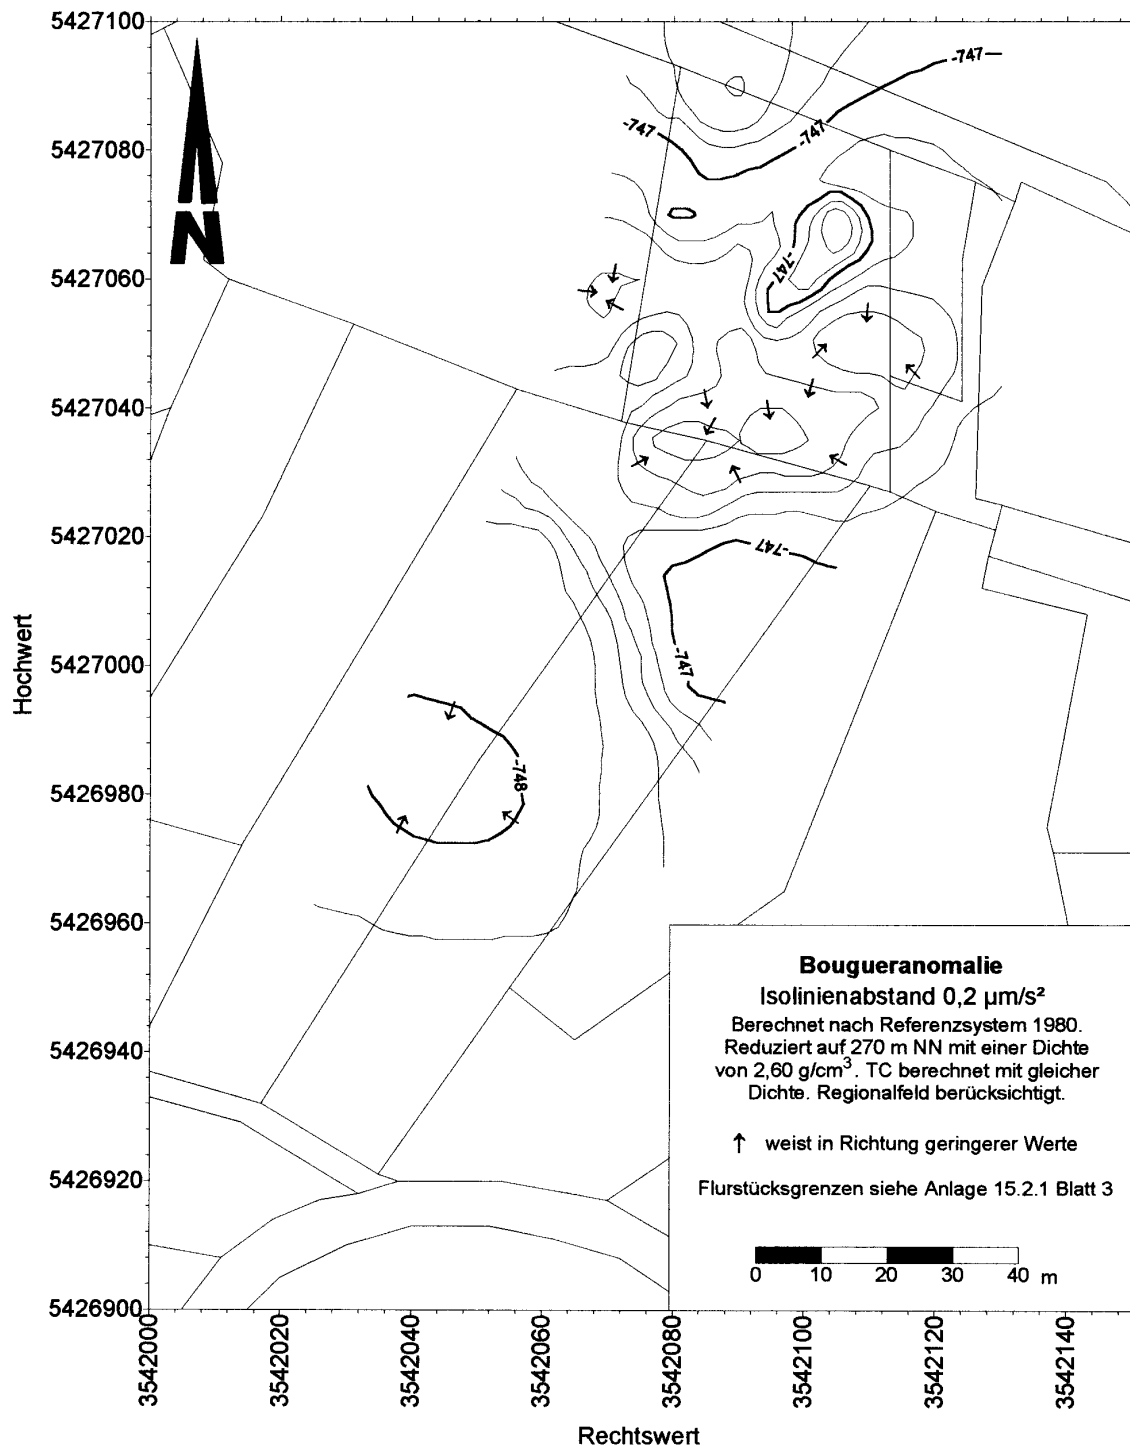 5427100
5427080
5427060
5427040
5427020
5427000
5426980
5426960
5426940
5426920
5426900
Hochwert
N
-747
-747
-747
-747
-747
-747
-748
Bougueranomalie
Isolinienabstand 0,2 µm/s²
Berechnet nach Referenzsystem 1980.
Reduziert auf 270 m NN mit einer Dichte
von 2,60 g/cm³. TC berechnet mit gleicher
Dichte. Regionalfeld berücksichtigt.
↑ weist in Richtung geringerer Werte
Flurstücksgrenzen siehe Anlage 15.2.1 Blatt 3
0 10 20 30 40 m
3542000
3542020
3542040
3542060
3542080
3542100
3542120
3542140
Rechtswert